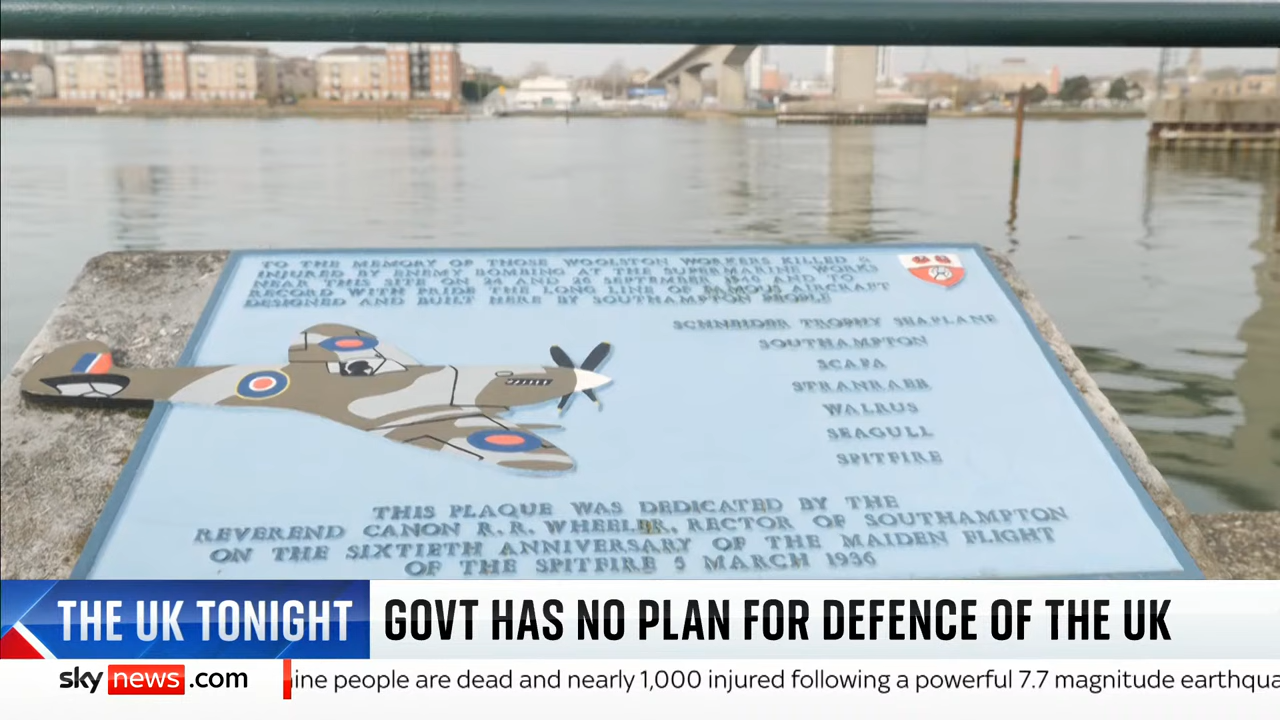 TO THE MEMORY OF THOSE WOOLSTON WORKERS KILLED &
INJURED BY ENEMY BOMBING AT THE SUPERMARINE WORKS
NEAR THIS SITE ON 24 AND 26 SEPTEMBER 1940 AND TO
RECORD WITH PRIDE THE LONG LINE OF FAMOUS AIRCRAFT
DESIGNED AND BUILT HERE BY SOUTHAMPTON PEOPLE
SCHNEIDER TROPHY SEAPLANE
SOUTHAMPTON
SCAPA
STRANRAER
WALRUS
SEAGULL
SPITFIRE
THIS PLAQUE WAS DEDICATED BY THE
REVEREND CANON R. R. WHEELER, RECTOR OF SOUTHAMPTON
ON THE SIXTIETH ANNIVERSARY OF THE MAIDEN FLIGHT
OF THE SPITFIRE 5 MARCH 1936
THE UK TONIGHT
GOVT HAS NO PLAN FOR DEFENCE OF THE UK
sky news.com
ine people are dead and nearly 1,000 injured following a powerful 7.7 magnitude earthqua